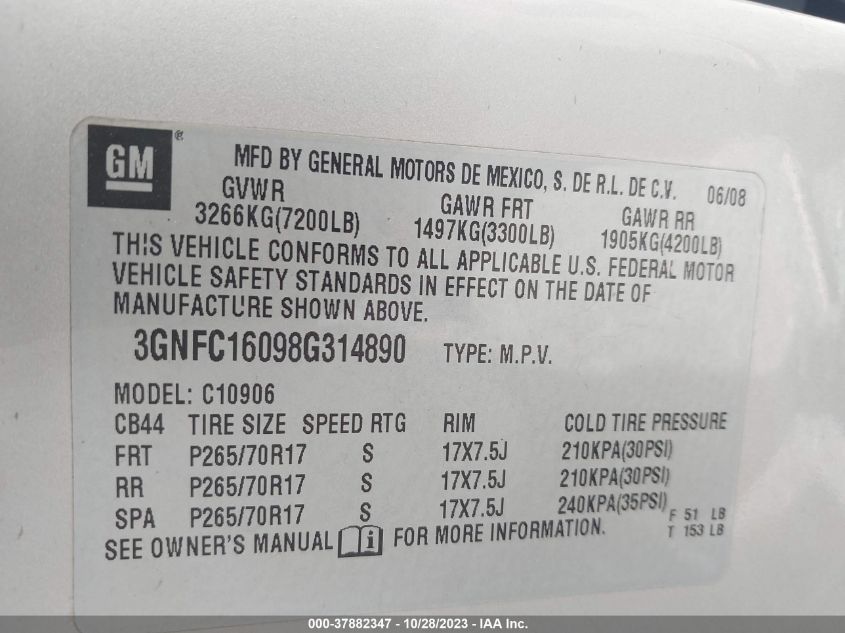 GM®
MFD BY GENERAL MOTORS DE MEXICO, S. DE R.L. DE C.V. 06/08
GVWR GAWR FRT GAWR RR
3266KG(7200LB) 1497KG(3300LB) 1905KG(4200LB)
THIS VEHICLE CONFORMS TO ALL APPLICABLE U.S. FEDERAL MOTOR
VEHICLE SAFETY STANDARDS IN EFFECT ON THE DATE OF
MANUFACTURE SHOWN ABOVE.
3GNFC16098G314890 TYPE: M.P.V.
MODEL: C10906
CB44 TIRE SIZE SPEED RTG RIM COLD TIRE PRESSURE
FRT P265/70R17 S 17X7.5J 210KPA(30PSI)
RR P265/70R17 S 17X7.5J 210KPA(30PSI)
SPA P265/70R17 S 17X7.5J 240KPA(35PSI) F 51 LB
T 153 LB
SEE OWNER'S MANUAL i FOR MORE INFORMATION.
000-37882347 - 10/28/2023 - IAA Inc.